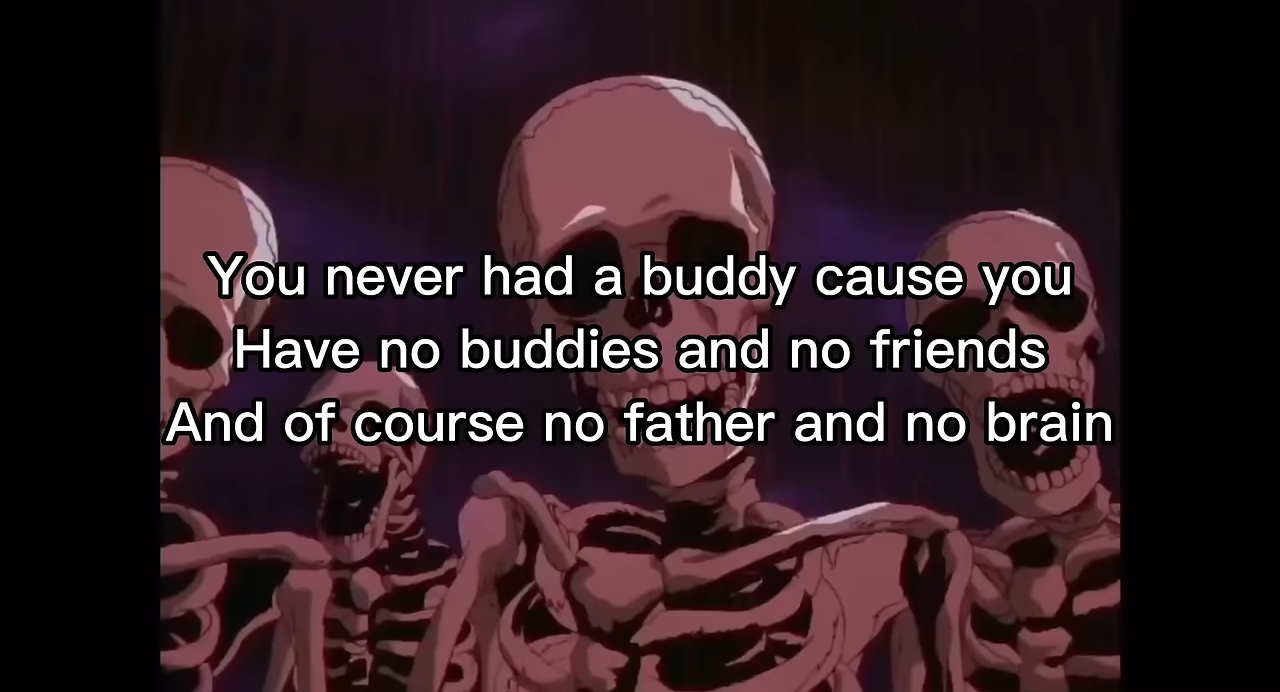 You never had a buddy cause you
Have no buddies and no friends
And of course no father and no brain